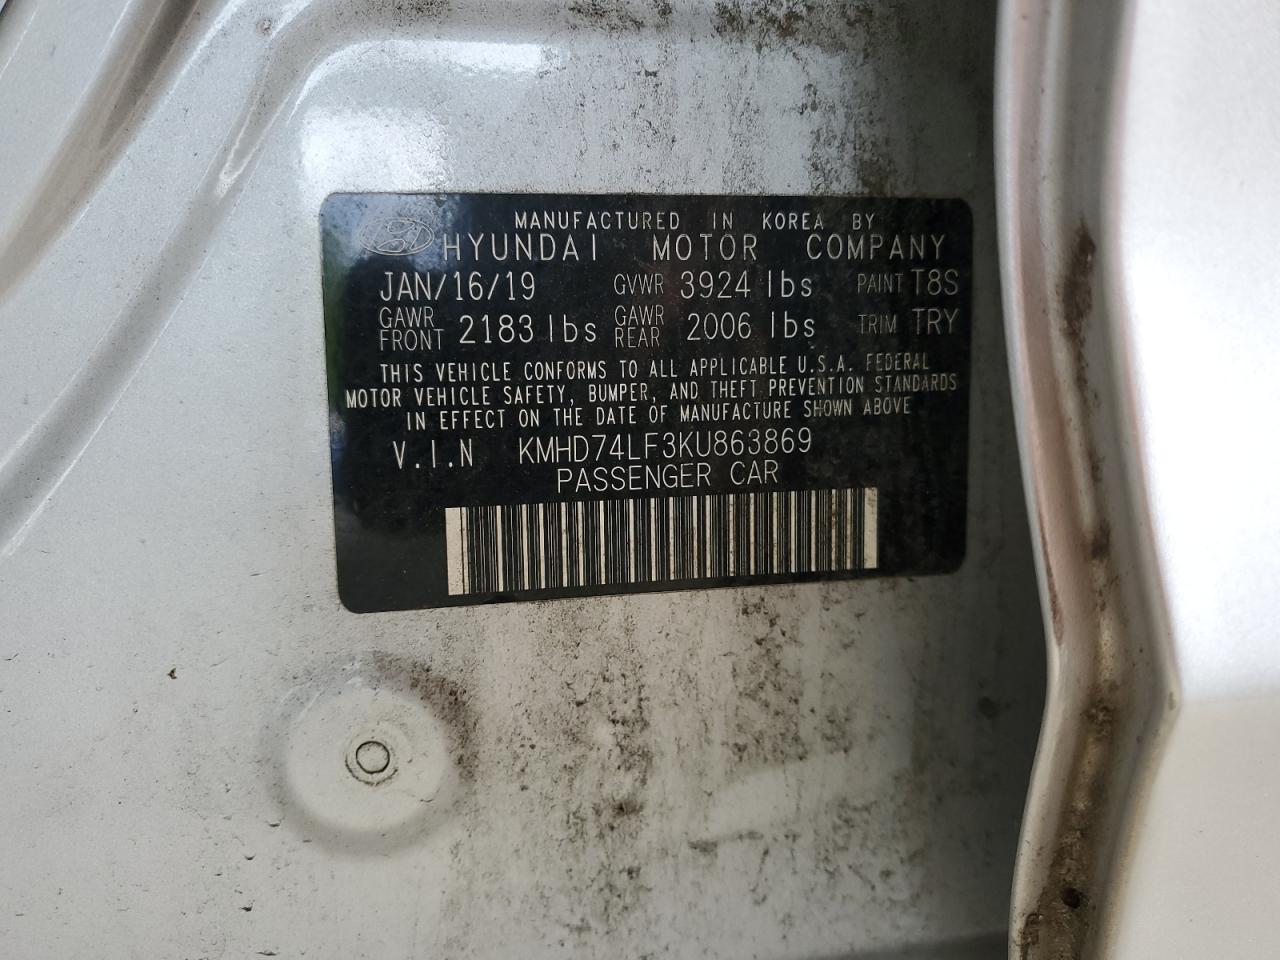 MANUFACTURED IN KOREA BY
HYUNDAI MOTOR COMPANY
JAN/16/19 GVWR 3924 lbs PAINT T8S
GAWR FRONT 2183 lbs GAWR REAR 2006 lbs TRIM TRY
THIS VEHICLE CONFORMS TO ALL APPLICABLE U.S.A. FEDERAL
MOTOR VEHICLE SAFETY, BUMPER, AND THEFT PREVENTION STANDARDS
IN EFFECT ON THE DATE OF MANUFACTURE SHOWN ABOVE
V.I.N KMHD74LF3KU863869
PASSENGER CAR